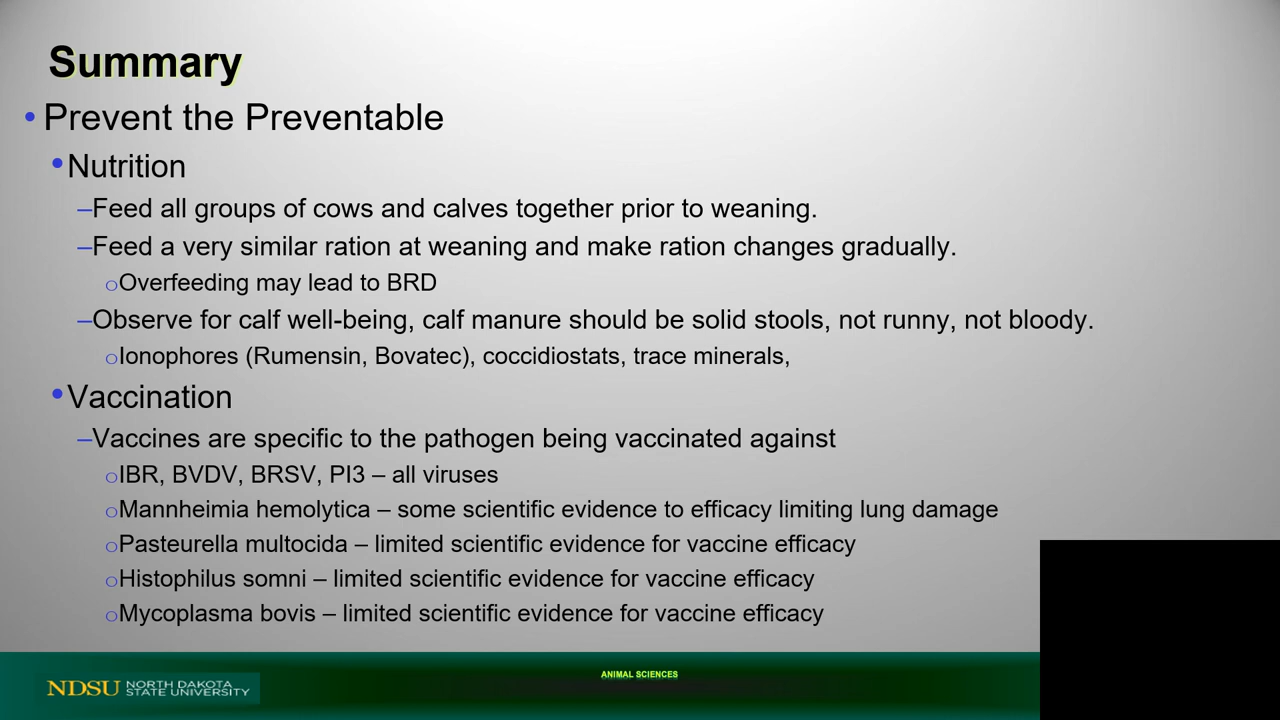 Summary
• Prevent the Preventable
• Nutrition
–Feed all groups of cows and calves together prior to weaning.
–Feed a very similar ration at weaning and make ration changes gradually.
oOverfeeding may lead to BRD
–Observe for calf well-being, calf manure should be solid stools, not runny, not bloody.
oIonophores (Rumensin, Bovatec), coccidiostats, trace minerals,
• Vaccination
–Vaccines are specific to the pathogen being vaccinated against
oIBR, BVDV, BRSV, PI3 – all viruses
oMannheimia hemolytica – some scientific evidence to efficacy limiting lung damage
oPasteurella multocida – limited scientific evidence for vaccine efficacy
oHistophilus somni – limited scientific evidence for vaccine efficacy
oMycoplasma bovis – limited scientific evidence for vaccine efficacy
ANIMAL SCIENCES
NDSU NORTH DAKOTA
STATE UNIVERSITY